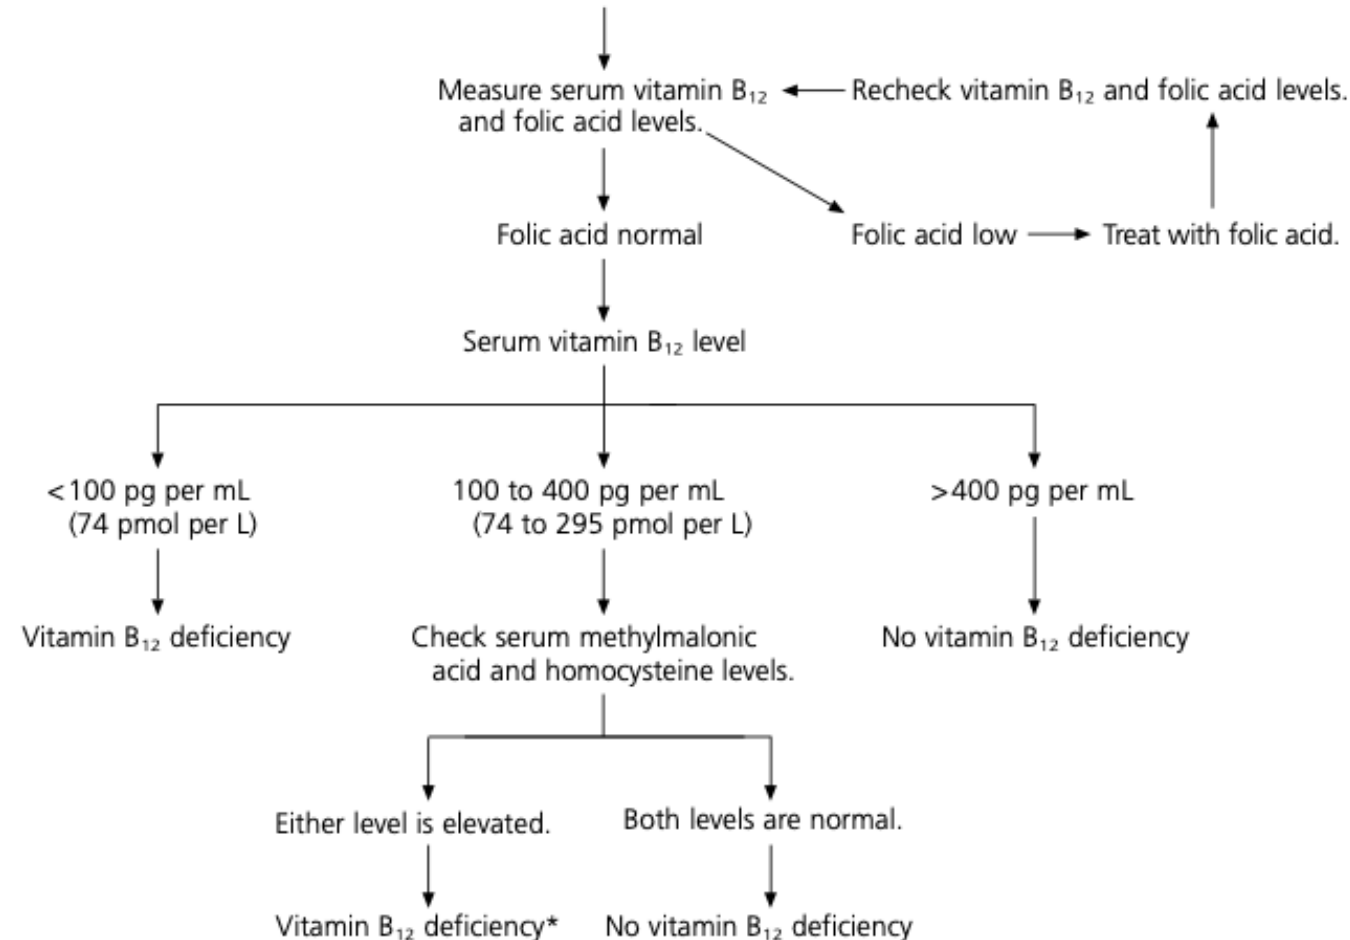 Measure serum vitamin B₁₂
and folic acid levels.
Recheck vitamin B₁₂ and folic acid levels.
Folic acid normal
Folic acid low
Treat with folic acid.
Serum vitamin B₁₂ level
<100 pg per mL
(74 pmol per L)
100 to 400 pg per mL
(74 to 295 pmol per L)
>400 pg per mL
Vitamin B₁₂ deficiency
Check serum methylmalonic
acid and homocysteine levels.
No vitamin B₁₂ deficiency
Either level is elevated.
Both levels are normal.
Vitamin B₁₂ deficiency*
No vitamin B₁₂ deficiency